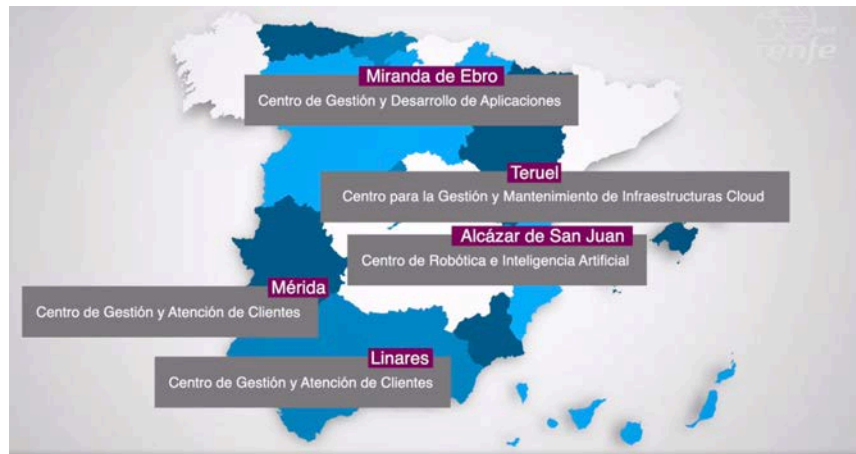 renfe
Miranda de Ebro
Centro de Gestión y Desarrollo de Aplicaciones
Teruel
Centro para la Gestión y Mantenimiento de Infraestructuras Cloud
Alcázar de San Juan
Centro de Robótica e Inteligencia Artificial
Mérida
Centro de Gestión y Atención de Clientes
Linares
Centro de Gestión y Atención de Clientes